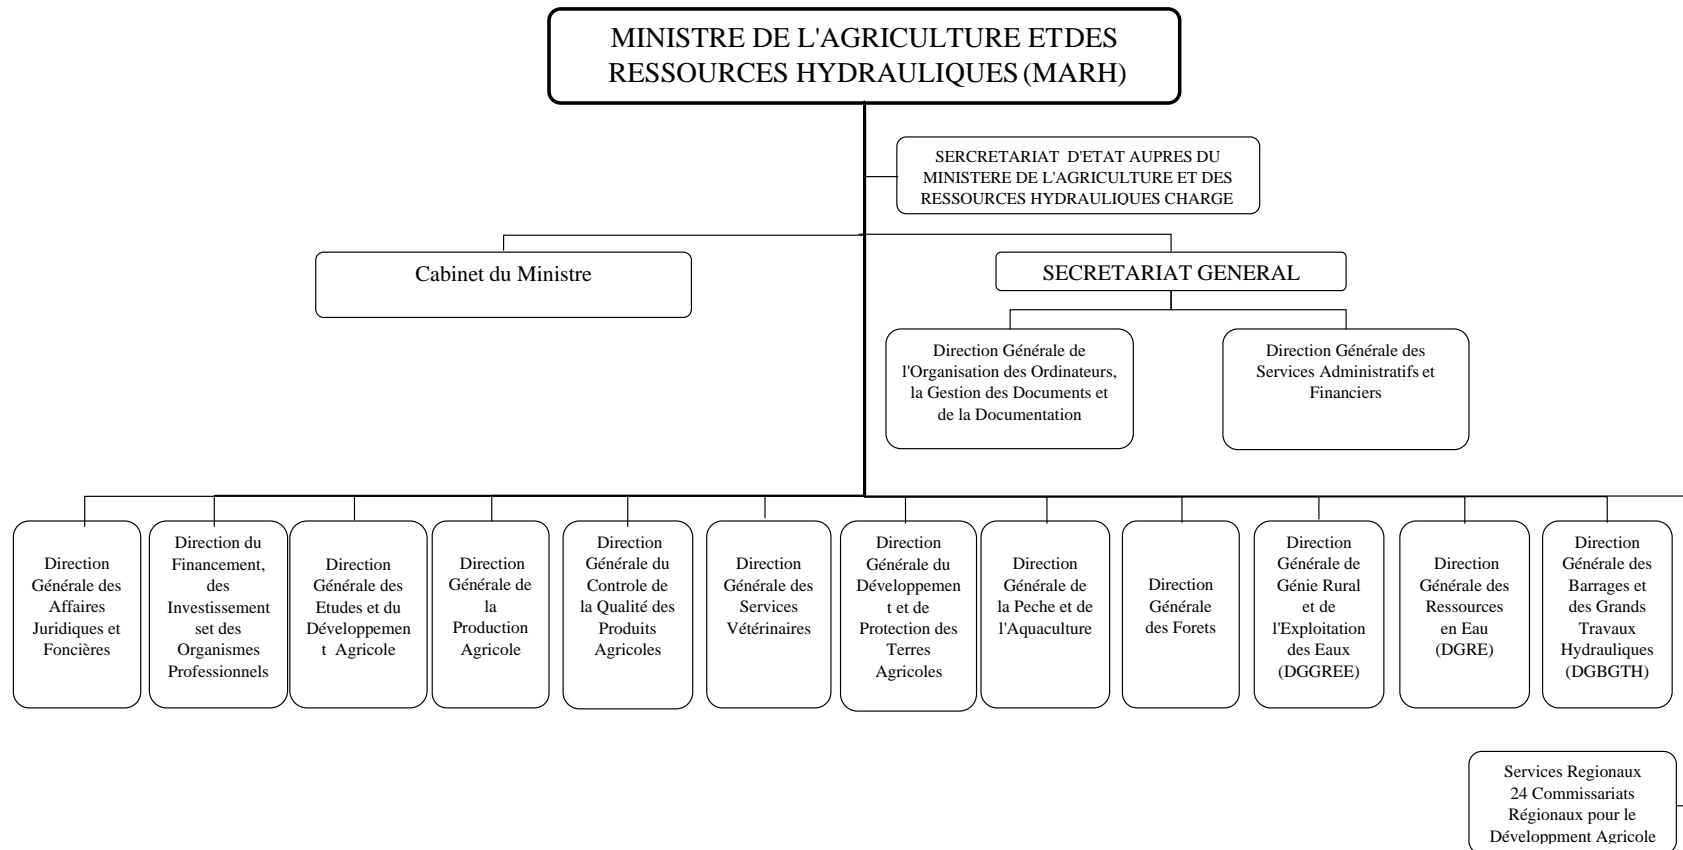 MINISTRE DE L'AGRICULTURE ETDES
RESSOURCES HYDRAULIQUES (MARH)
SERCRETARIAT D'ETAT AUPRES DU
MINISTERE DE L'AGRICULTURE ET DES
RESSOURCES HYDRAULIQUES CHARGE
Cabinet du Ministre
SECRETARIAT GENERAL
Direction Générale de
l'Organisation des Ordinateurs,
la Gestion des Documents et
de la Documentation
Direction Générale des
Services Administratifs et
Financiers
Direction
Générale des
Affaires
Juridiques et
Foncières
Direction du
Financement,
des
Investissement
set des
Organismes
Professionnels
Direction
Générale des
Etudes et du
Développemen
t Agricole
Direction
Générale de
la
Production
Agricole
Direction
Générale du
Controle de
la Qualité des
Produits
Agricoles
Direction
Générale des
Services
Vétérinaires
Direction
Générale du
Développemen
t et de
Protection des
Terres
Agricoles
Direction
Générale de
la Peche et de
l'Aquaculture
Direction
Générale
des Forets
Direction
Générale de
Génie Rural
et de
l'Exploitation
des Eaux
(DGGREE)
Direction
Générale des
Ressources
en Eau
(DGRE)
Direction
Générale des
Barrages et
des Grands
Travaux
Hydrauliques
(DGBGTH)
Services Regionaux
24 Commissariats
Régionaux pour le
Développment Agricole